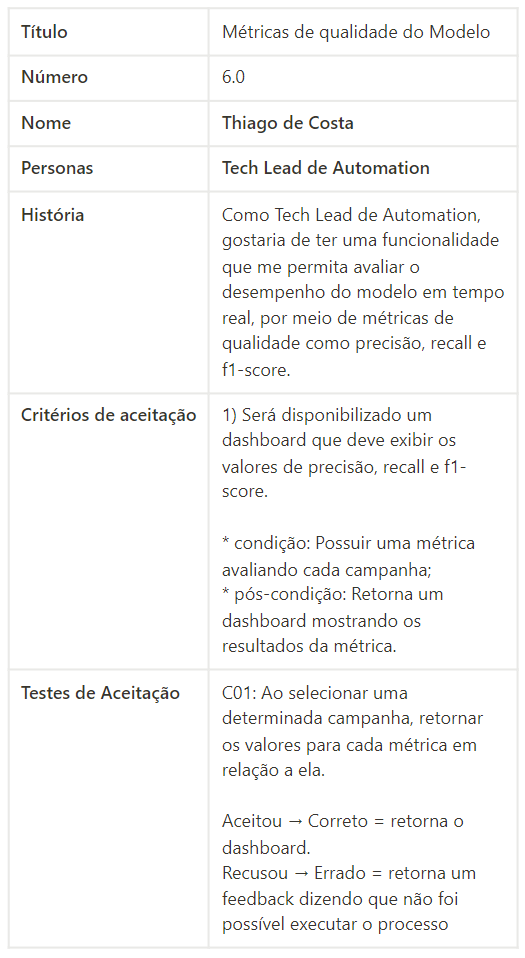 Título
Métricas de qualidade do Modelo
Número
6.0
Nome
Thiago de Costa
Personas
Tech Lead de Automation
História
Como Tech Lead de Automation,
gostaria de ter uma funcionalidade
que me permita avaliar o
desempenho do modelo em tempo
real, por meio de métricas de
qualidade como precisão, recall e
f1-score.
Critérios de aceitação
1) Será disponibilizado um
dashboard que deve exibir os
valores de precisão, recall e f1-
score.
* condição: Possuir uma métrica
avaliando cada campanha;
* pós-condição: Retorna um
dashboard mostrando os
resultados da métrica.
Testes de Aceitação
C01: Ao selecionar uma
determinada campanha, retornar
os valores para cada métrica em
relação a ela.
Aceitou → Correto = retorna o
dashboard.
Recusou → Errado = retorna um
feedback dizendo que não foi
possível executar o processo